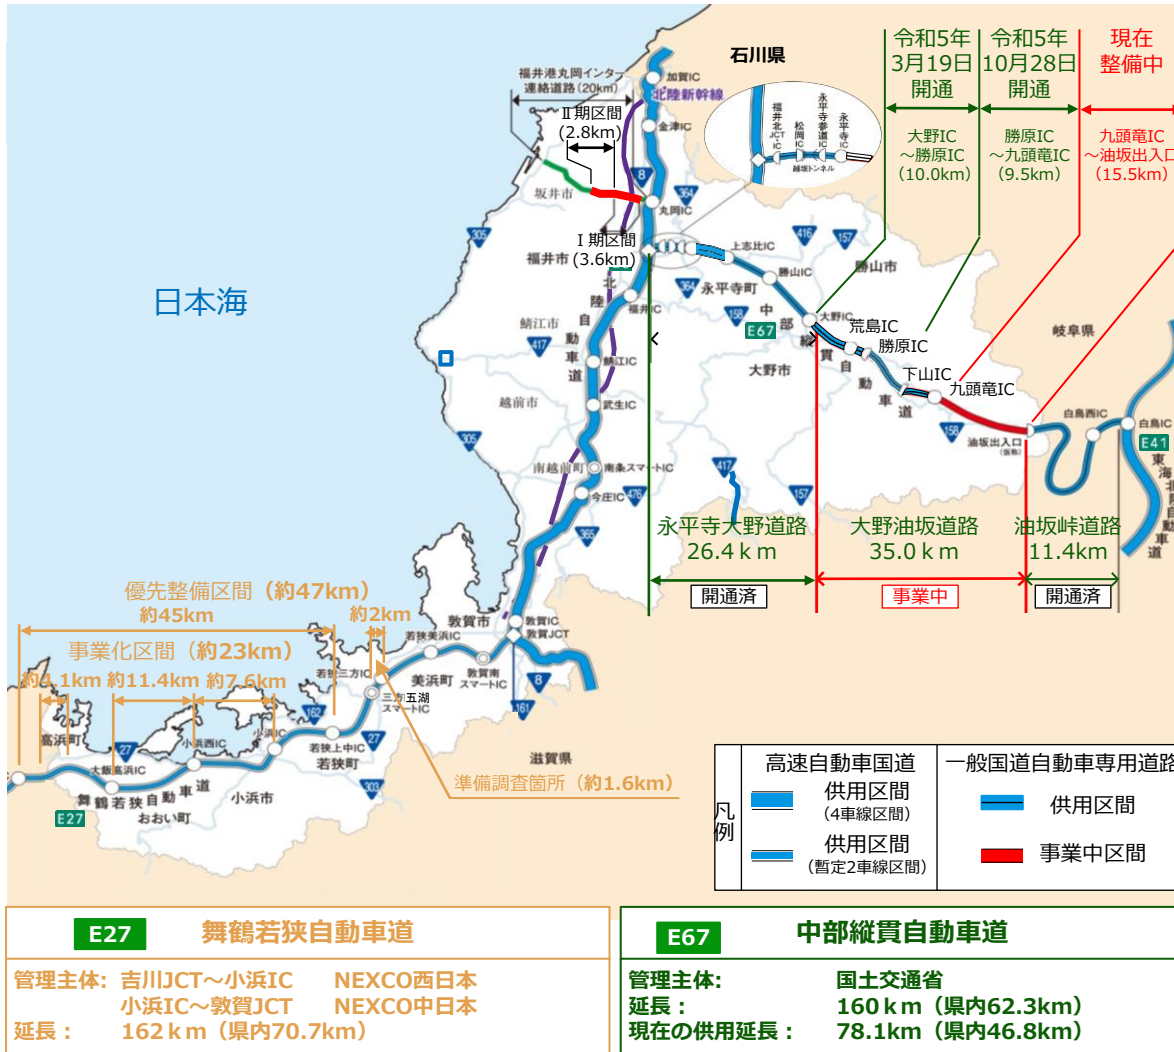 石川県
令和5年
3月19日
開通
令和5年
10月28日
開通
現在
整備中
大野IC
～勝原IC
(10.0km)
勝原IC
～九頭竜IC
(9.5km)
九頭竜IC
～油坂出入口
(15.5km)
福井港丸岡インター
連絡道路(20km)
加賀IC
北陸新幹線
Ⅱ期区間
(2.8km)
金津IC
福井北JCT・IC
松岡IC
永平寺参道IC
永平寺IC
越坂トンネル
8
364
坂井市
丸岡IC
305
Ⅰ期区間
(3.6km)
福井市
上志比IC
416
157
勝山市
364
永平寺町
勝山IC
日本海
北陸自動車道
福井IC
158
中部縦貫自動車道
E67
大野IC
岐阜県
鯖江市
417
鯖江IC
荒島IC
勝原IC
大野市
下山IC
九頭竜IC
越前市
武生IC
白鳥西IC
白鳥IC
158
油坂出入口
(仮称)
E41
東海北陸自動車道
305
南越前町
南条スマートIC
417
今庄IC
476
157
365
永平寺大野道路
26.4ｋｍ
大野油坂道路
35.0ｋｍ
油坂峠道路
11.4km
開通済
事業中
開通済
優先整備区間（約47km）
約45km
約2km
敦賀市
敦賀IC
敦賀JCT
事業化区間（約23km）
若狭美浜IC
若狭三方IC
美浜町
敦賀南
スマートIC
約4.1km
約11.4km
約7.6km
三方五湖
スマートIC
8
161
162
高浜町
27
小浜西IC
小浜IC
若狭上中IC
27
若狭町
大飯高浜IC
滋賀県
準備調査箇所（約1.6km）
303
舞鶴若狭自動車道
小浜市
おおい町
E27
凡例
高速自動車国道
一般国道自動車専用道路
供用区間
(4車線区間)
供用区間
供用区間
(暫定2車線区間)
事業中区間
E27
舞鶴若狭自動車道
管理主体: 吉川JCT～小浜IC NEXCO西日本
小浜IC～敦賀JCT NEXCO中日本
延長： 162ｋｍ（県内70.7km）
E67
中部縦貫自動車道
管理主体: 国土交通省
延長： 160ｋｍ（県内62.3km）
現在の供用延長： 78.1km（県内46.8km）